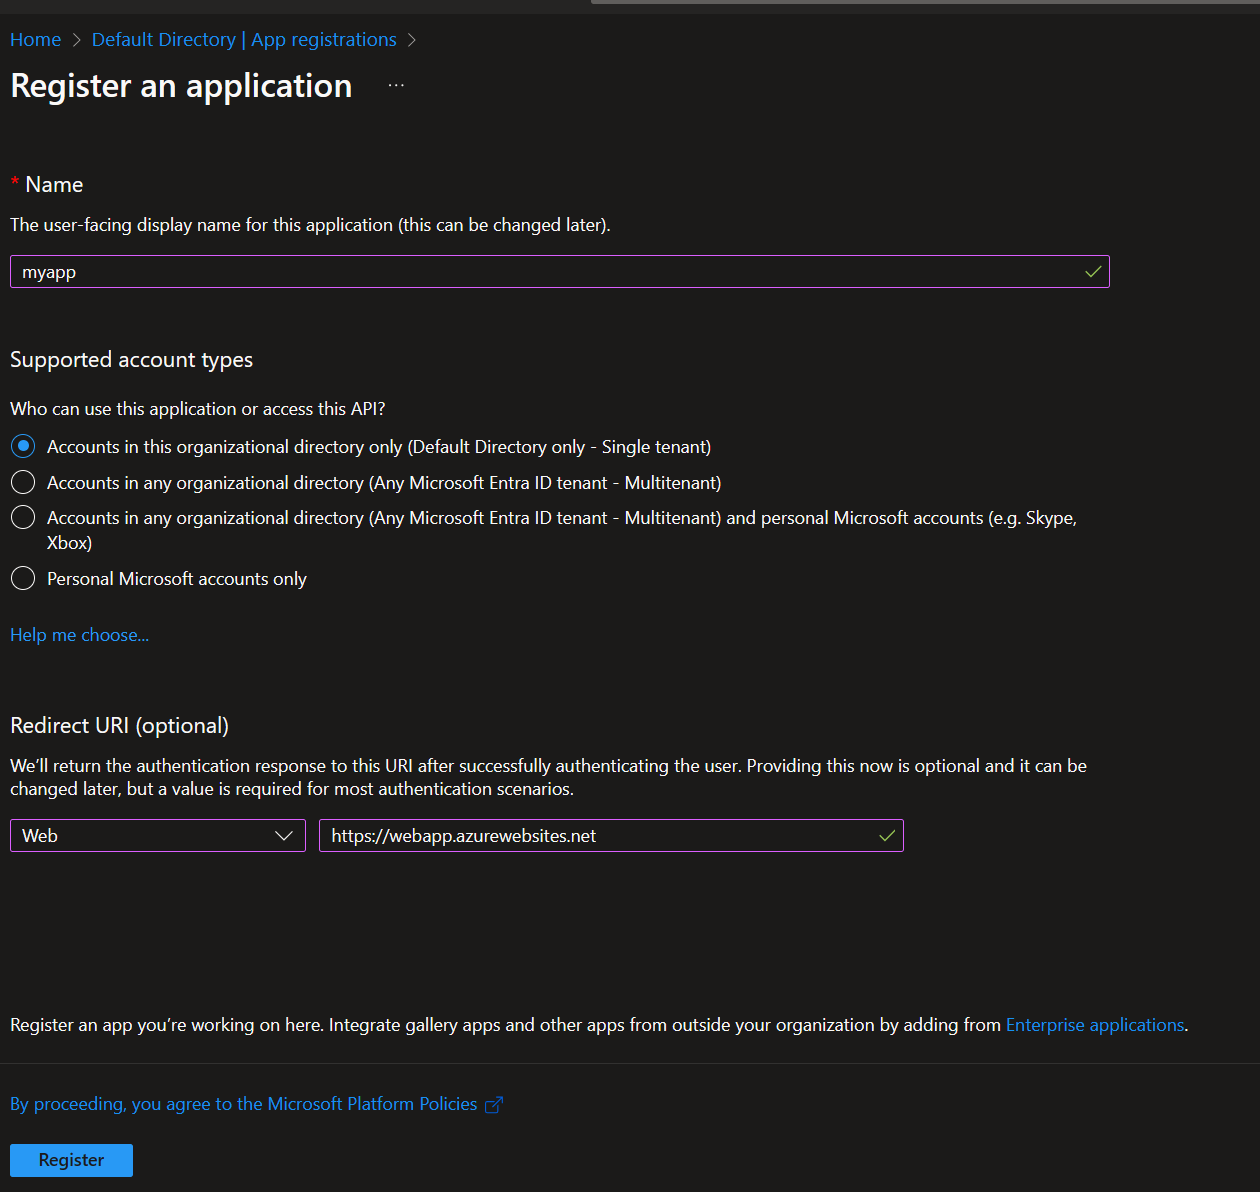 Home > Default Directory | App registrations >
Register an application ...
* Name
The user-facing display name for this application (this can be changed later).
myapp
Supported account types
Who can use this application or access this API?
Accounts in this organizational directory only (Default Directory only - Single tenant)
Accounts in any organizational directory (Any Microsoft Entra ID tenant - Multitenant)
Accounts in any organizational directory (Any Microsoft Entra ID tenant - Multitenant) and personal Microsoft accounts (e.g. Skype,
Xbox)
Personal Microsoft accounts only
Help me choose...
Redirect URI (optional)
We’ll return the authentication response to this URI after successfully authenticating the user. Providing this now is optional and it can be
changed later, but a value is required for most authentication scenarios.
Web https://webapp.azurewebsites.net
Register an app you’re working on here. Integrate gallery apps and other apps from outside your organization by adding from Enterprise applications.
By proceeding, you agree to the Microsoft Platform Policies
Register